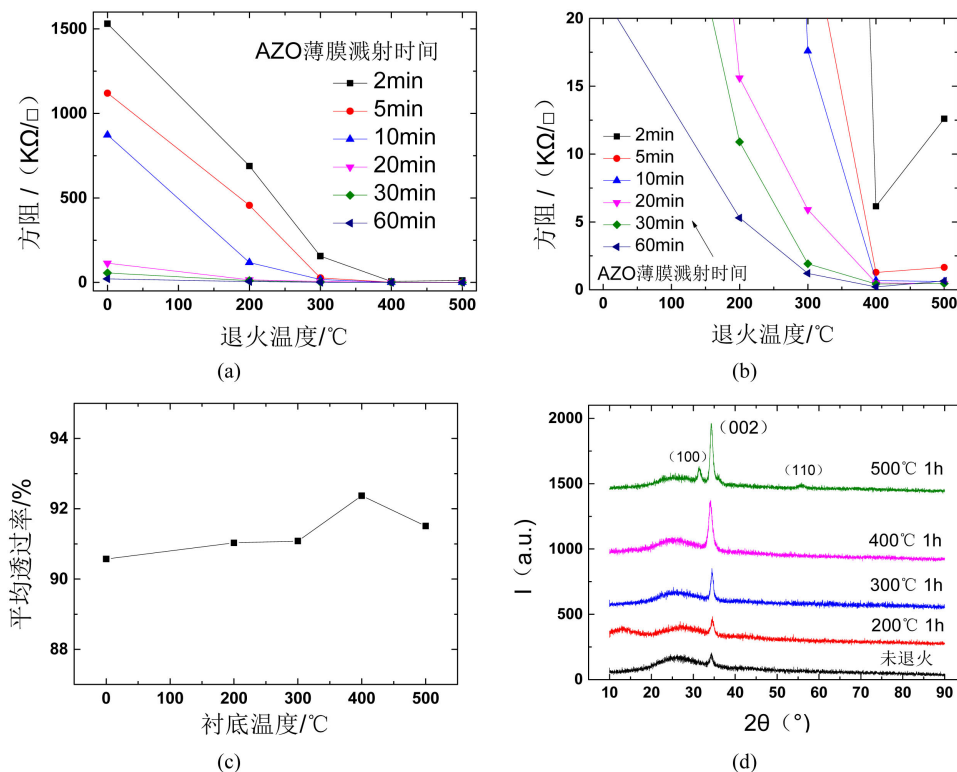 1500
1000
500
0
方阻 /（KΩ/□）
AZO薄膜溅射时间
2min
5min
10min
20min
30min
60min
0 100 200 300 400 500
退火温度/℃
(a)
20
15
10
5
0
方阻 /（KΩ/□）
2min
5min
10min
20min
30min
60min
AZO薄膜溅射时间
0 100 200 300 400 500
退火温度/℃
(b)
94
92
90
88
平均透过率/%
0 100 200 300 400 500
衬底温度/℃
(c)
2000
1500
1000
500
0
I（a.u.）
（002）
（100）
（110）
500℃ 1h
400℃ 1h
300℃ 1h
200℃ 1h
未退火
10 20 30 40 50 60 70 80 90
2θ（°）
(d)